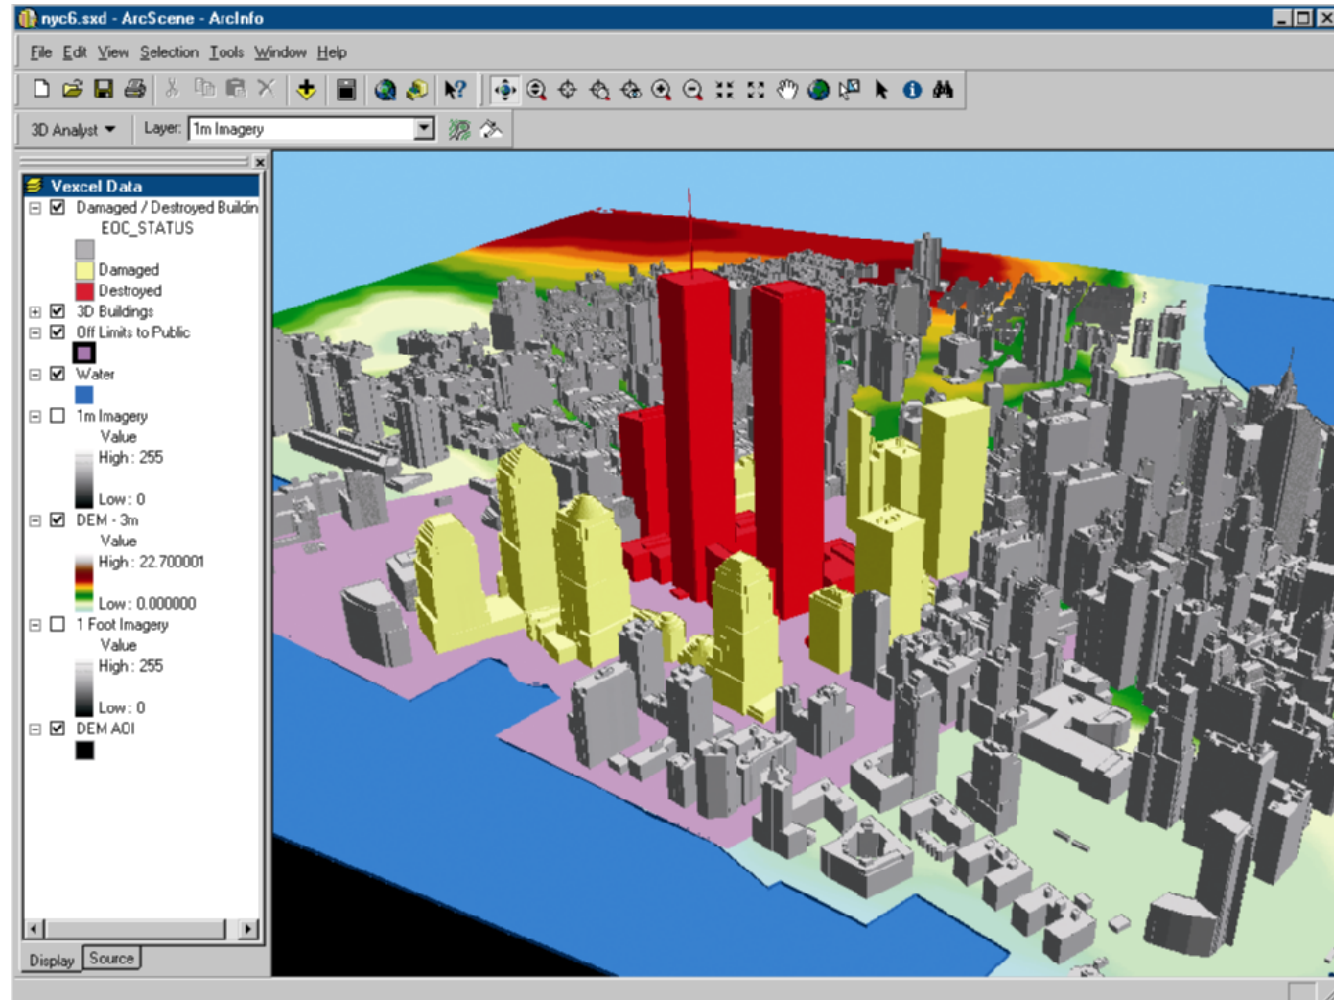 nyc6.sxd - ArcScene - ArcInfo
File Edit View Selection Tools Window Help
3D Analyst Layer: 1m Imagery
Vexcel Data
Damaged / Destroyed Buildin
EOC_STATUS
Damaged
Destroyed
3D Buildings
Off Limits to Public
Water
1m Imagery
Value
High : 255
Low : 0
DEM - 3m
Value
High : 22.700001
Low : 0.000000
1 Foot Imagery
Value
High : 255
Low : 0
DEM AOI
Display Source